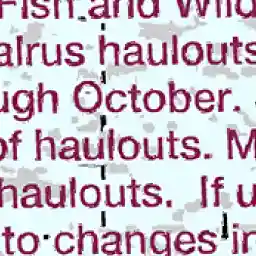 Fish and Wild
alrus haulouts
ugh October.
of haulouts. M
haulouts. If u
to changes in